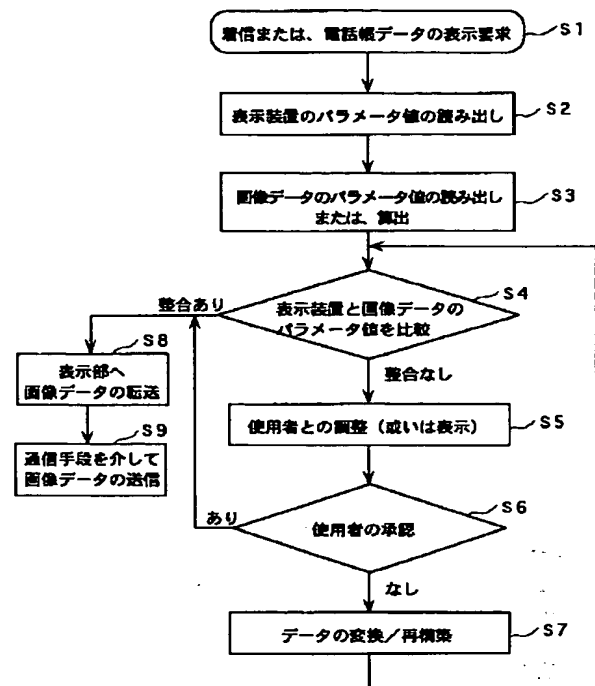 着信または、電話帳データの表示要求
S1
表示装置のパラメータ値の読み出し
S2
画像データのパラメータ値の読み出し
または、算出
S3
表示装置と画像データの
パラメータ値を比較
S4
整合あり
整合なし
S8
表示部へ
画像データの転送
S9
通信手段を介して
画像データの送信
使用者との調整（或いは表示）
S5
使用者の承認
S6
あり
なし
データの変換／再構築
S7